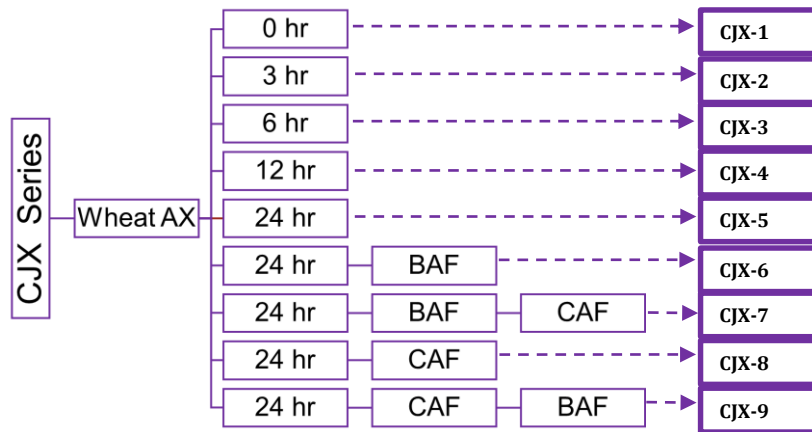 CJX Series
Wheat AX
0 hr CJX-1
3 hr CJX-2
6 hr CJX-3
12 hr CJX-4
24 hr CJX-5
24 hr BAF CJX-6
24 hr BAF CAF CJX-7
24 hr CAF CJX-8
24 hr CAF BAF CJX-9